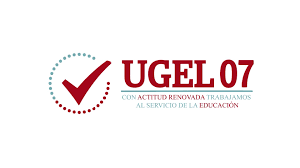 UGEL 07
CON ACTITUD RENOVADA TRABAJAMOS
AL SERVICIO DE LA EDUCACIÓN